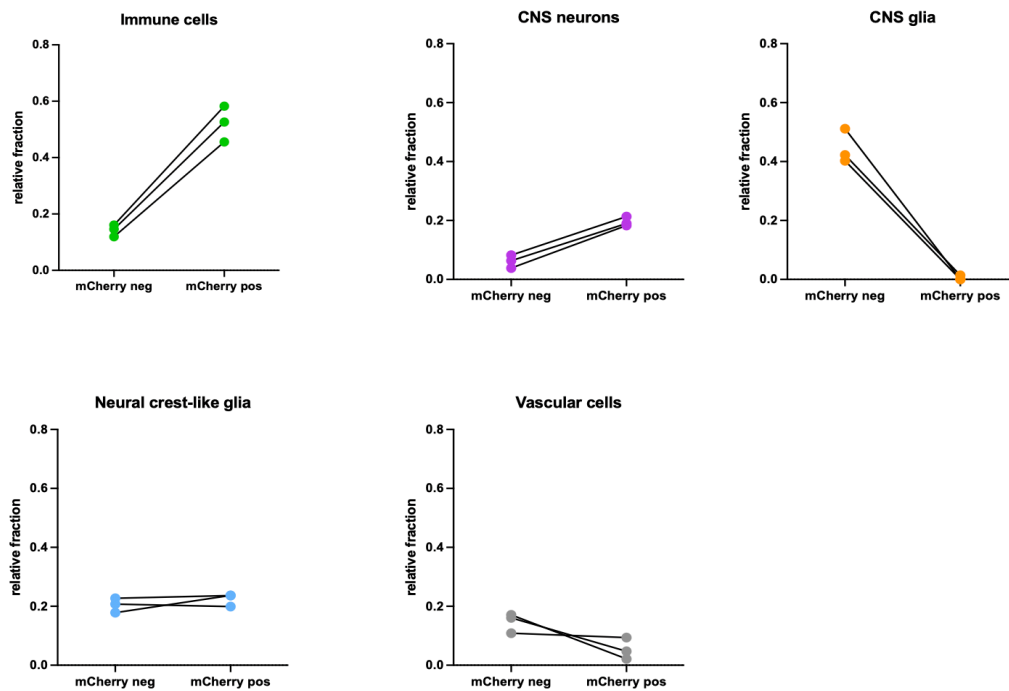 Immune cells
relative fraction
0.8
0.6
0.4
0.2
0.0
mCherry neg mCherry pos
CNS neurons
relative fraction
0.8
0.6
0.4
0.2
0.0
mCherry neg mCherry pos
CNS glia
relative fraction
0.8
0.6
0.4
0.2
0.0
mCherry neg mCherry pos
Neural crest-like glia
relative fraction
0.8
0.6
0.4
0.2
0.0
mCherry neg mCherry pos
Vascular cells
relative fraction
0.8
0.6
0.4
0.2
0.0
mCherry neg mCherry pos